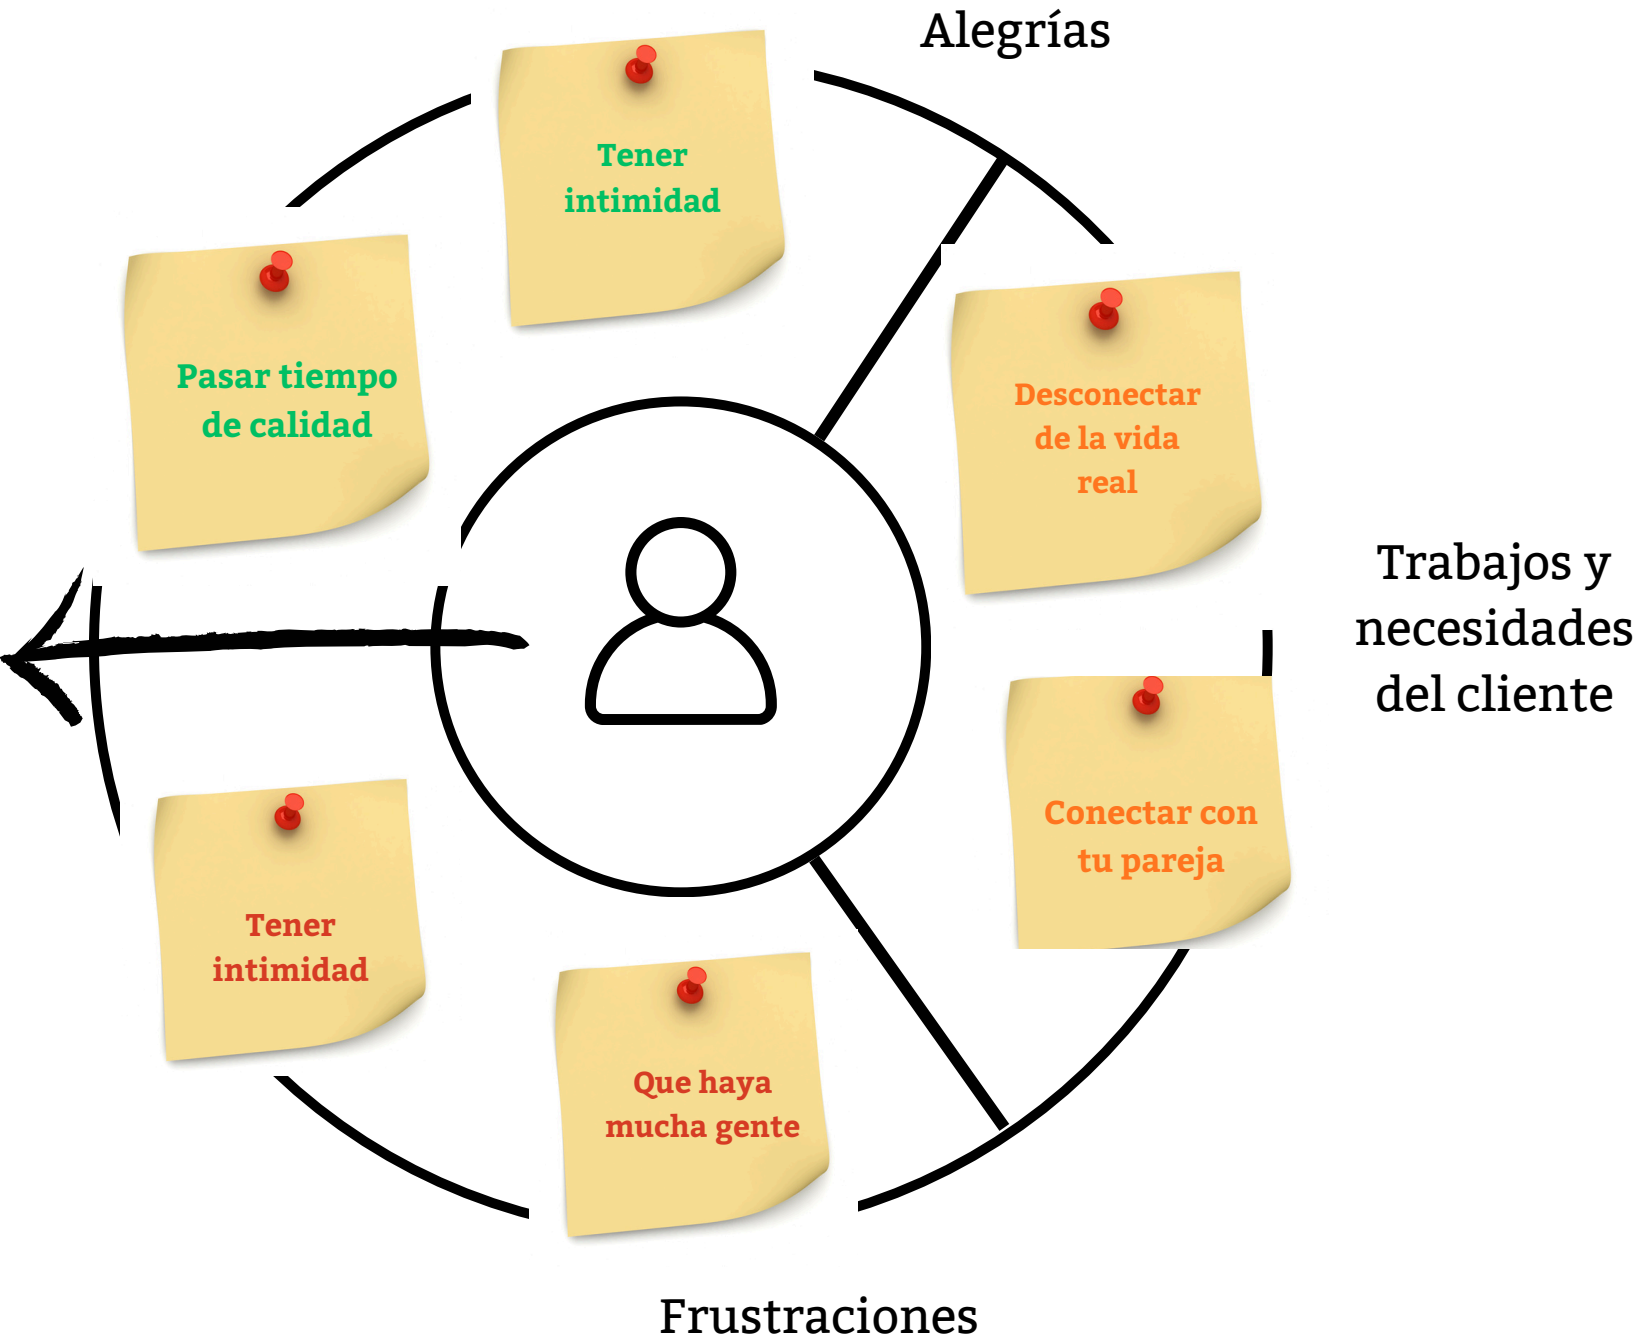 Alegrías
Tener
intimidad
Pasar tiempo
de calidad
Desconectar
de la vida
real
Trabajos y
necesidades
del cliente
Conectar con
tu pareja
Tener
intimidad
Que haya
mucha gente
Frustraciones